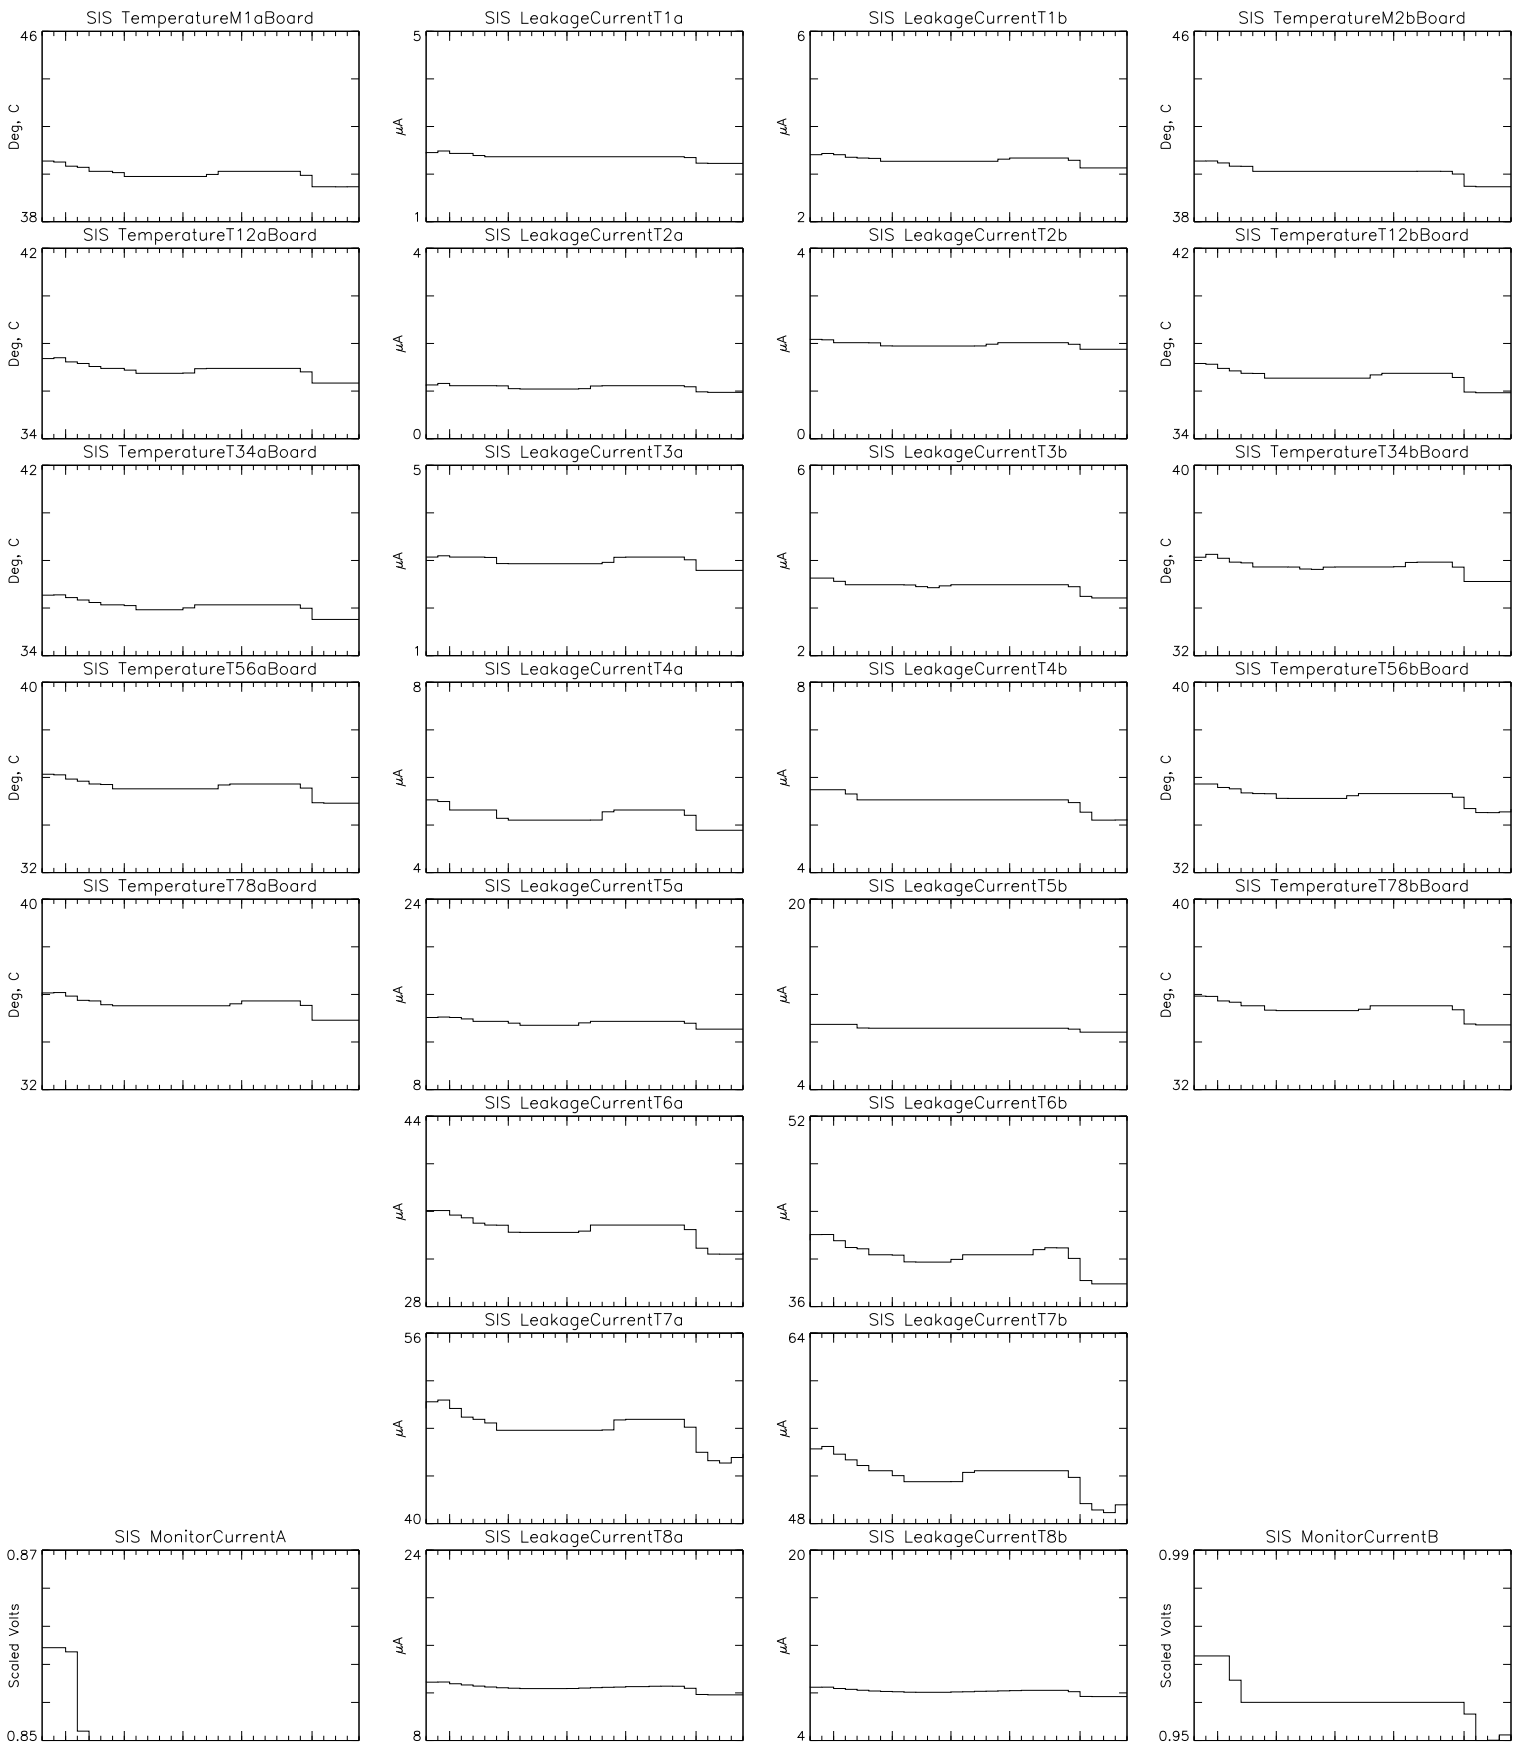 SIS TemperatureM1aBoard
46
Deg, C
38
SIS LeakageCurrentT1a
5
μA
1
SIS LeakageCurrentT1b
6
μA
2
SIS TemperatureM2bBoard
46
Deg, C
38
SIS TemperatureT12aBoard
42
Deg, C
34
SIS LeakageCurrentT2a
4
μA
0
SIS LeakageCurrentT2b
4
μA
0
SIS TemperatureT12bBoard
42
Deg, C
34
SIS TemperatureT34aBoard
42
Deg, C
34
SIS LeakageCurrentT3a
5
μA
1
SIS LeakageCurrentT3b
6
μA
2
SIS TemperatureT34bBoard
40
Deg, C
32
SIS TemperatureT56aBoard
40
Deg, C
32
SIS LeakageCurrentT4a
8
μA
4
SIS LeakageCurrentT4b
8
μA
4
SIS TemperatureT56bBoard
40
Deg, C
32
SIS TemperatureT78aBoard
40
Deg, C
32
SIS LeakageCurrentT5a
24
μA
8
SIS LeakageCurrentT5b
20
μA
4
SIS TemperatureT78bBoard
40
Deg, C
32
SIS LeakageCurrentT6a
44
μA
28
SIS LeakageCurrentT6b
52
μA
36
SIS LeakageCurrentT7a
56
μA
40
SIS LeakageCurrentT7b
64
μA
48
SIS MonitorCurrentA
0.87
Scaled Volts
0.85
SIS LeakageCurrentT8a
24
μA
8
SIS LeakageCurrentT8b
20
μA
4
SIS MonitorCurrentB
0.99
Scaled Volts
0.95